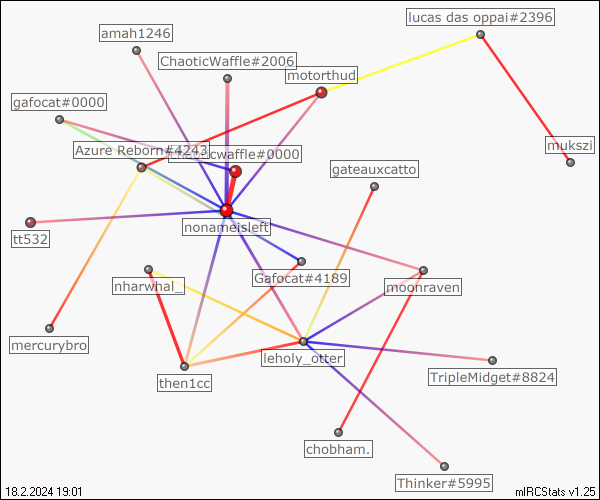 lucas das oppai#2396
amah1246
ChaoticWaffle#2006
motorthud
gafocat#0000
mukszi
Azure Reborn#4243
waffle#0000
gateauxcatto
nonameisleft
tt532
Gafocat#4189
nharwhal_
moonraven
mercurybro
leholy_otter
then1cc
TripleMidget#8824
chobham.
Thinker#5995
18.2.2024 19:01
mIRCStats v1.25